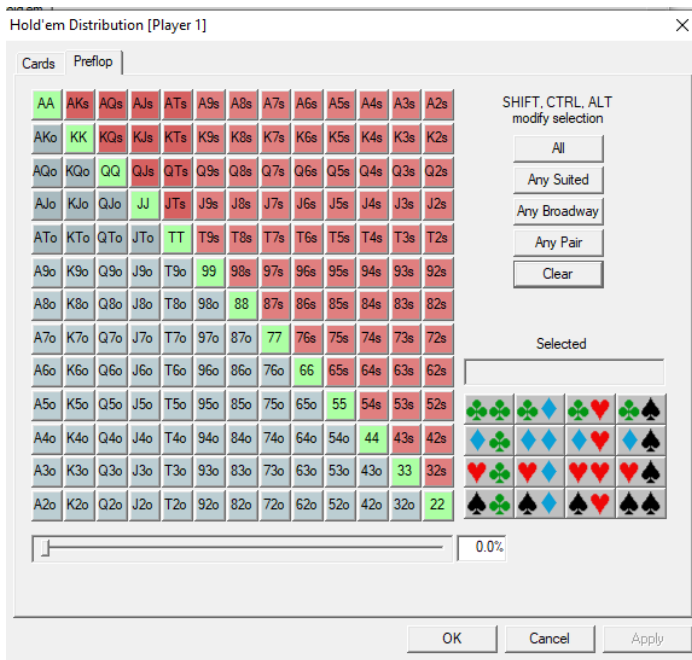 Hold'em Distribution [Player 1]
Cards Preflop
AA AKs AQs AJs ATs A9s A8s A7s A6s A5s A4s A3s A2s
AKo KK KQs KJs KTs K9s K8s K7s K6s K5s K4s K3s K2s
AQo KQo QQ QJs QTs Q9s Q8s Q7s Q6s Q5s Q4s Q3s Q2s
AJo KJo QJo JJ JTs J9s J8s J7s J6s J5s J4s J3s J2s
ATo KTo QTo JTo TT T9s T8s T7s T6s T5s T4s T3s T2s
A9o K9o Q9o J9o T9o 99 98s 97s 96s 95s 94s 93s 92s
A8o K8o Q8o J8o T8o 98o 88 87s 86s 85s 84s 83s 82s
A7o K7o Q7o J7o T7o 97o 87o 77 76s 75s 74s 73s 72s
A6o K6o Q6o J6o T6o 96o 86o 76o 66 65s 64s 63s 62s
A5o K5o Q5o J5o T5o 95o 85o 75o 65o 55 54s 53s 52s
A4o K4o Q4o J4o T4o 94o 84o 74o 64o 54o 44 43s 42s
A3o K3o Q3o J3o T3o 93o 83o 73o 63o 53o 43o 33 32s
A2o K2o Q2o J2o T2o 92o 82o 72o 62o 52o 42o 32o 22
SHIFT, CTRL, ALT
modify selection
All
Any Suited
Any Broadway
Any Pair
Clear
Selected
0.0%
OK Cancel Apply